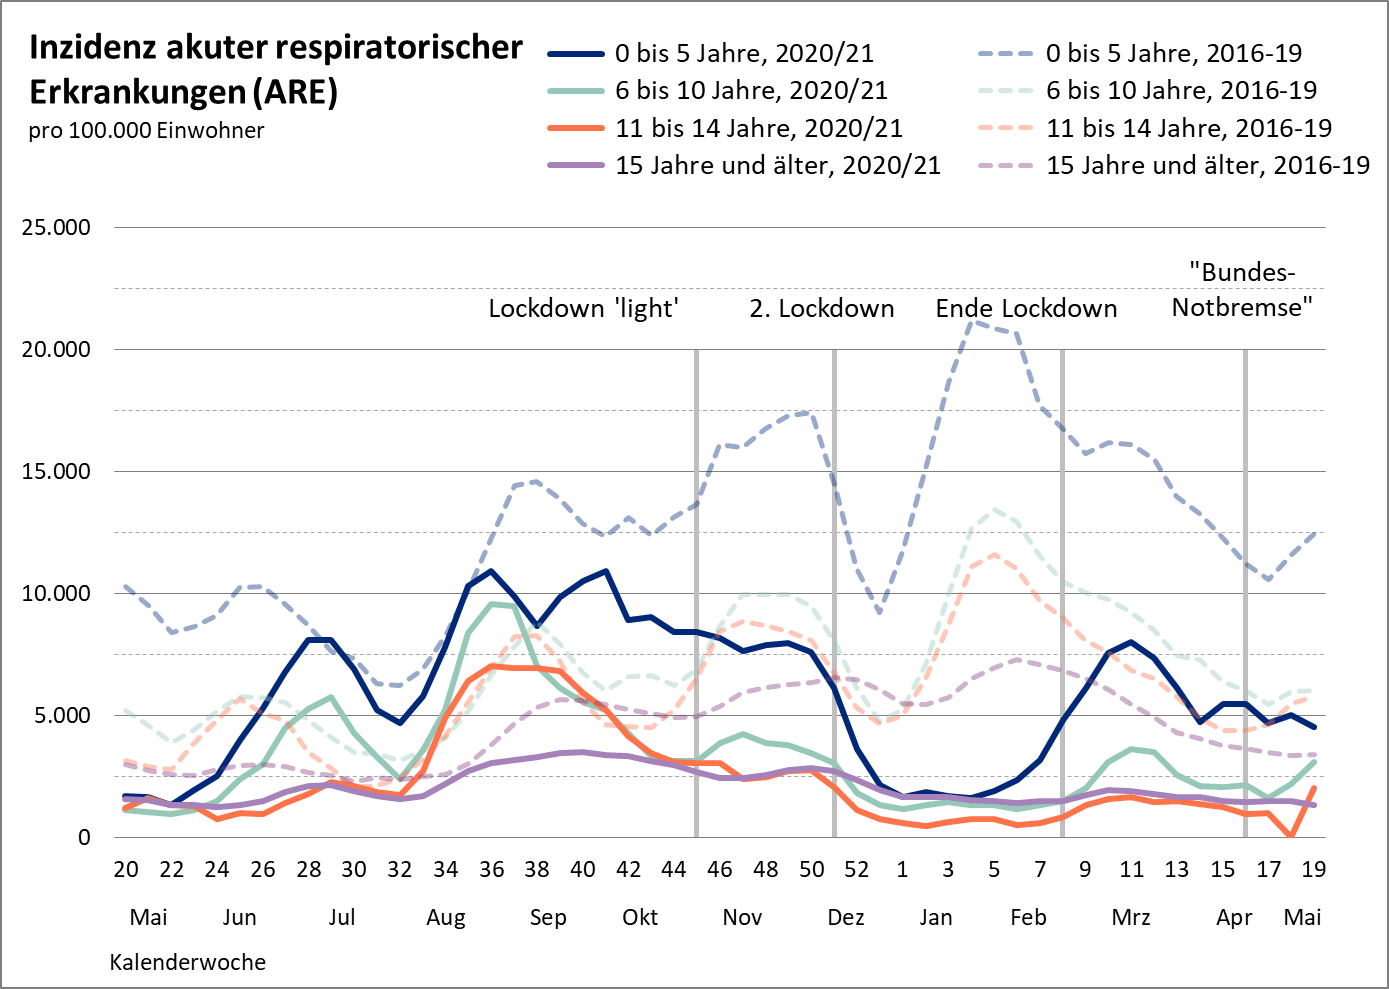 Inzidenz akuter respiratorischer
Erkrankungen (ARE)
pro 100.000 Einwohner
0 bis 5 Jahre, 2020/21
0 bis 5 Jahre, 2016-19
6 bis 10 Jahre, 2020/21
6 bis 10 Jahre, 2016-19
11 bis 14 Jahre, 2020/21
11 bis 14 Jahre, 2016-19
15 Jahre und älter, 2020/21
15 Jahre und älter, 2016-19
25.000
"Bundes-
Notbremse"
Lockdown 'light'
2. Lockdown
Ende Lockdown
20.000
15.000
10.000
5.000
0
20 22 24 26 28 30 32 34 36 38 40 42 44 46 48 50 52 1 3 5 7 9 11 13 15 17 19
Mai Jun Jul Aug Sep Okt Nov Dez Jan Feb Mrz Apr Mai
Kalenderwoche